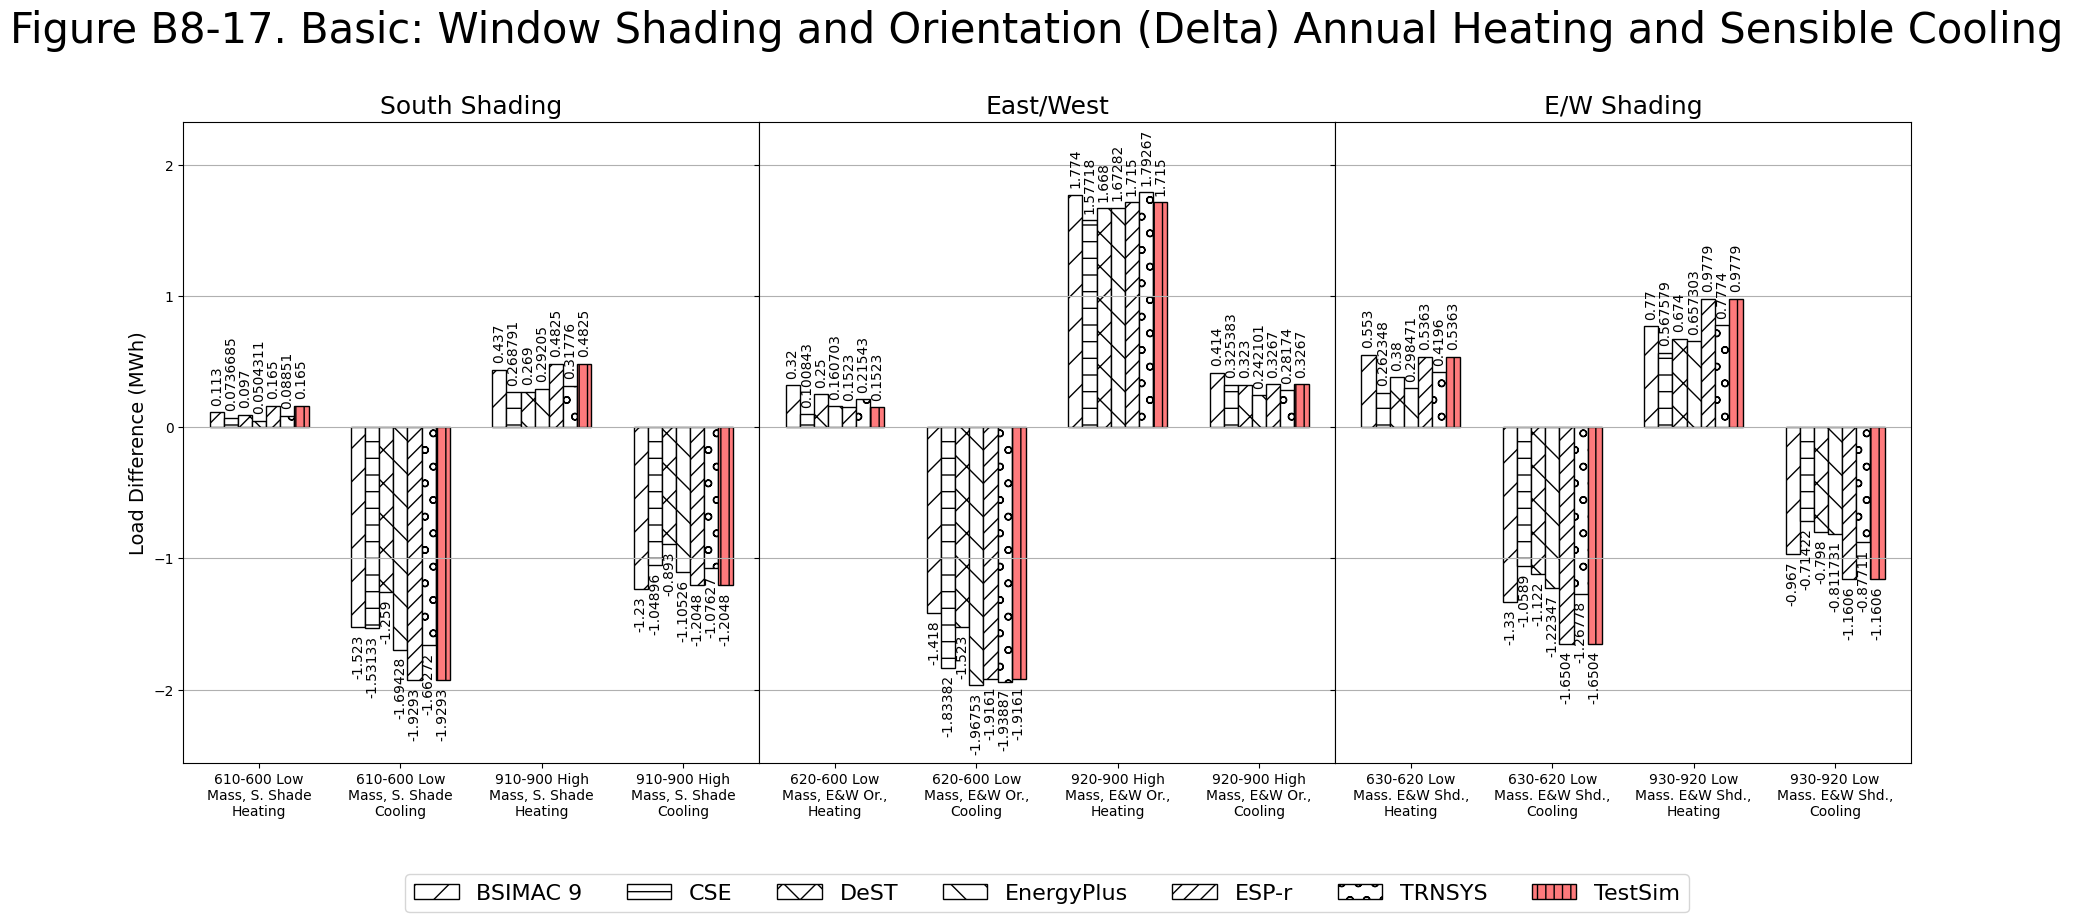 Figure B8-17. Basic: Window Shading and Orientation (Delta) Annual Heating and Sensible Cooling
South Shading
East/West
E/W Shading
Load Difference (MWh)
2
1
0
−1
−2
0.113
0.0736685
0.097
0.0504311
0.165
0.08851
0.165
-1.523
-1.53133
-1.259
-1.69428
-1.9293
-1.66272
-1.9293
0.437
0.268791
0.269
0.29205
0.4825
0.31776
0.4825
-1.23
-1.04896
-0.893
-1.10526
-1.2048
-1.07627
-1.2048
0.32
0.100843
0.25
0.160703
0.1523
0.21543
0.1523
-1.418
-1.83382
-1.523
-1.96753
-1.9161
-1.93887
-1.9161
1.774
1.57718
1.668
1.67282
1.715
1.79267
1.715
0.414
0.325383
0.323
0.242101
0.3267
0.28174
0.3267
0.553
0.262348
0.38
0.298471
0.5363
0.4196
0.5363
-1.33
-1.0589
-1.122
-1.22347
-1.6504
-1.26778
-1.6504
0.77
0.567579
0.674
0.657303
0.9779
0.7774
0.9779
-0.967
-0.71422
-0.798
-0.811731
-1.1606
-0.87711
-1.1606
610-600 Low
Mass, S. Shade
Heating
610-600 Low
Mass, S. Shade
Cooling
910-900 High
Mass, S. Shade
Heating
910-900 High
Mass, S. Shade
Cooling
620-600 Low
Mass, E&W Or.,
Heating
620-600 Low
Mass, E&W Or.,
Cooling
920-900 High
Mass, E&W Or.,
Heating
920-900 High
Mass, E&W Or.,
Cooling
630-620 Low
Mass. E&W Shd.,
Heating
630-620 Low
Mass. E&W Shd.,
Cooling
930-920 Low
Mass. E&W Shd.,
Heating
930-920 Low
Mass. E&W Shd.,
Cooling
BSIMAC 9
CSE
DeST
EnergyPlus
ESP-r
TRNSYS
TestSim